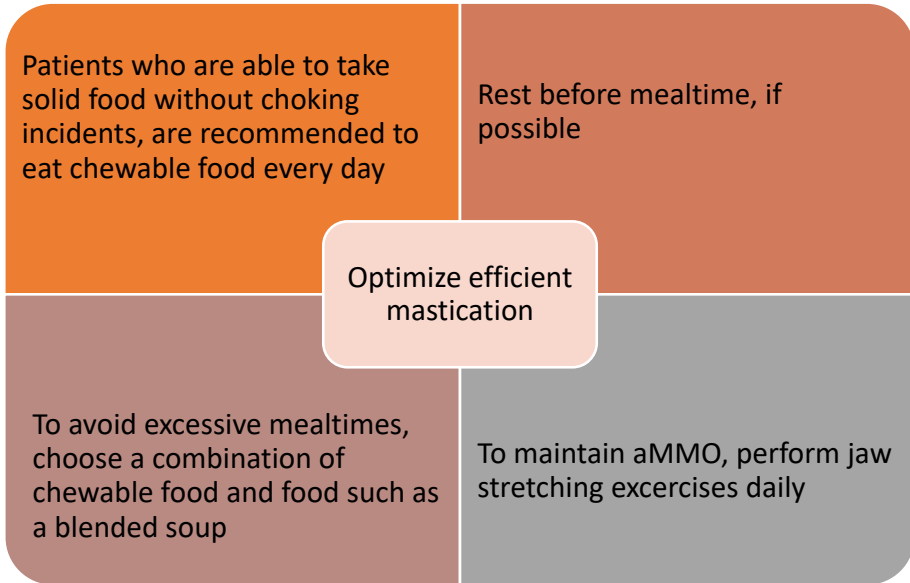 Patients who are able to take
solid food without choking
incidents, are recommended to
eat chewable food every day
Rest before mealtime, if
possible
Optimize efficient
mastication
To avoid excessive mealtimes,
choose a combination of
chewable food and food such as
a blended soup
To maintain aMMO, perform jaw
stretching excercises daily